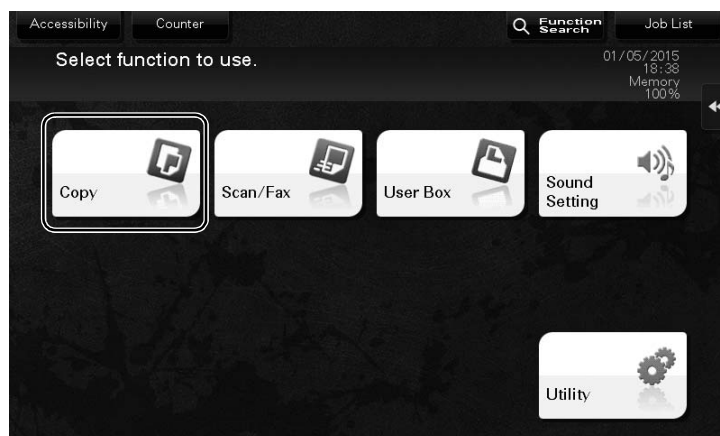 Accessibility
Counter
Function
Search
Job List
Select function to use.
01/05/2015
18:38
Memory
100%
Copy
Scan/Fax
User Box
Sound
Setting
Utility